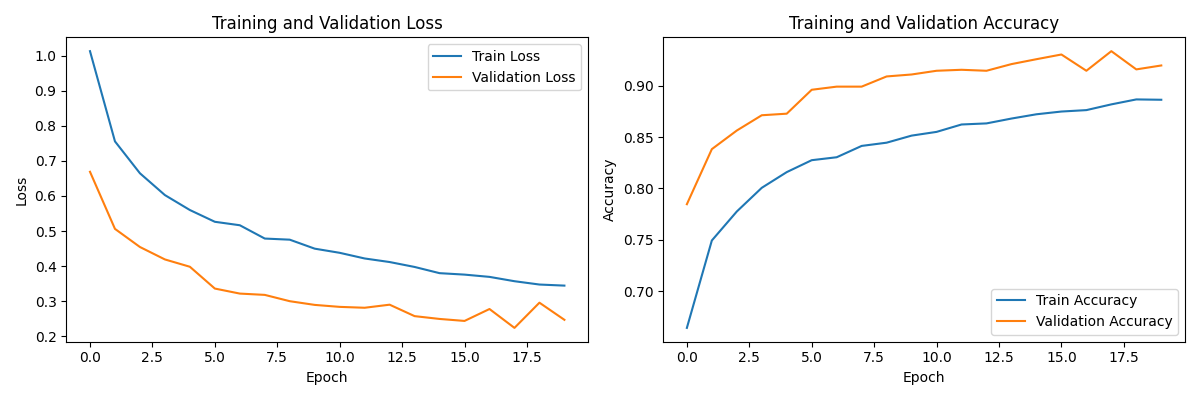 Training and Validation Loss
Train Loss
Validation Loss
Loss
1.0
0.9
0.8
0.7
0.6
0.5
0.4
0.3
0.2
0.0 2.5 5.0 7.5 10.0 12.5 15.0 17.5
Epoch
Training and Validation Accuracy
Accuracy
0.90
0.85
0.80
0.75
0.70
Train Accuracy
Validation Accuracy
0.0 2.5 5.0 7.5 10.0 12.5 15.0 17.5
Epoch